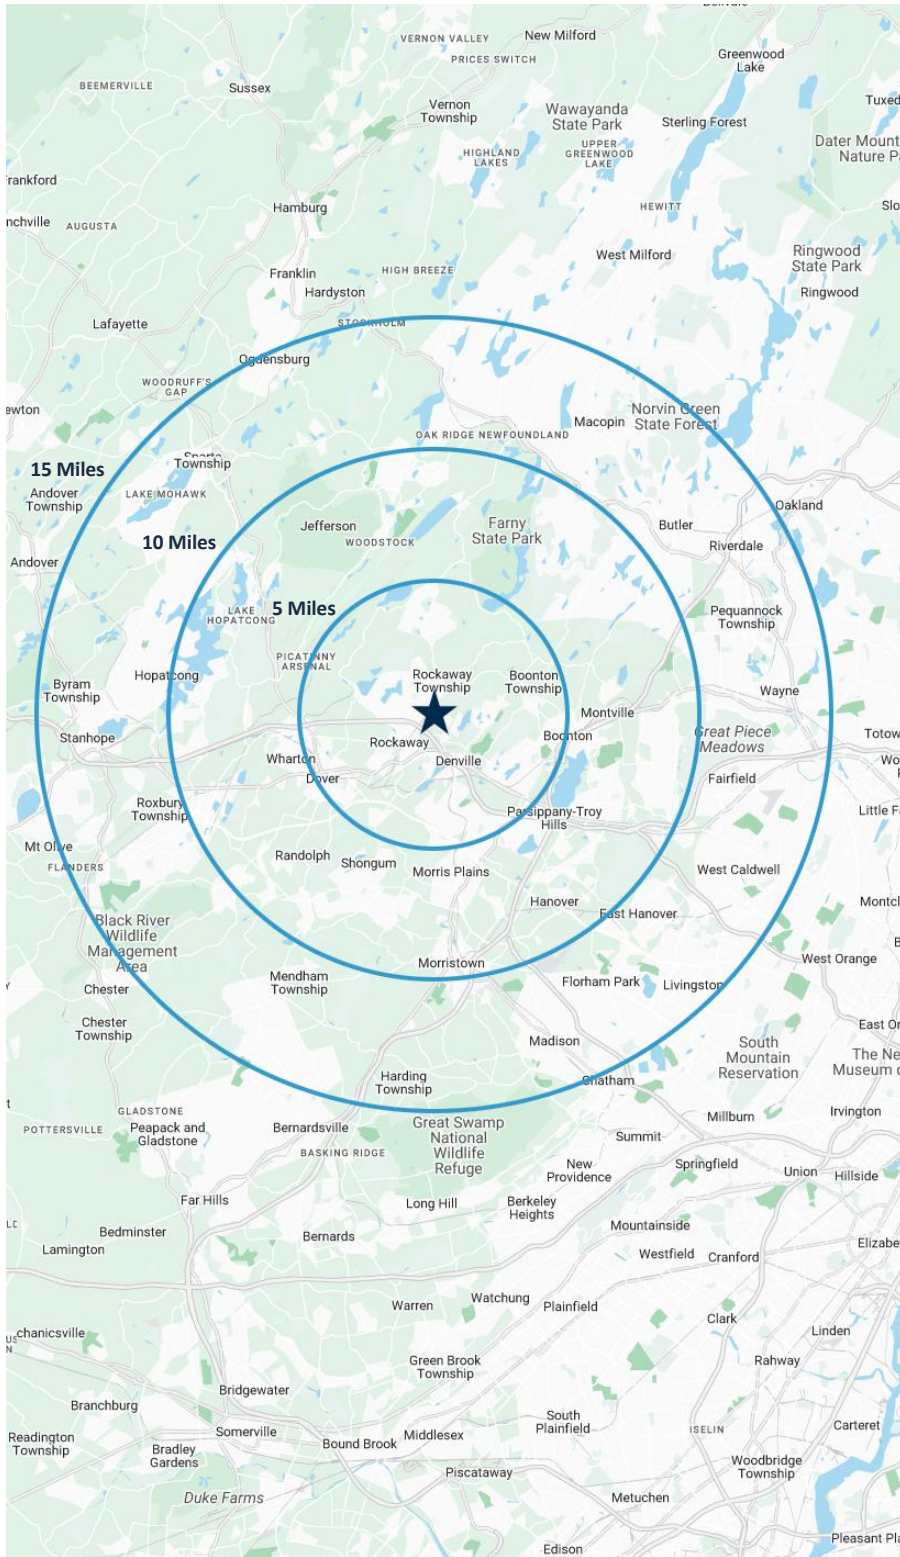 VERNON VALLEY
New Milford
PRICES SWITCH
Greenwood
Lake
BEEMERVILLE
Sussex
Vernon
Township
Wawayanda
State Park
Sterling Forest
UPPER
GREENWOOD
LAKE
HIGHLAND
LAKES
HEWITT
Hamburg
AUGUSTA
West Milford
Ringwood
State Park
Franklin
HIGH BREEZE
Hardyston
Ringwood
Lafayette
STOCKHOLM
Ogdensburg
WOODRUFF'S
GAP
Norvin Green
State Forest
Macopin
OAK RIDGE NEWFOUNDLAND
Sparta
Township
15 Miles
Andover
Township
LAKE MOHAWK
Oakland
Jefferson
Farny
State Park
Butler
10 Miles
WOODSTOCK
Riverdale
Andover
5 Miles
LAKE
HOPATCONG
Pequannock
Township
PICATINNY
ARSENAL
Hopatcong
Rockaway
Township
Boonton
Township
Byram
Township
Wayne
Montville
Stanhope
Rockaway
Boonton
Great Piece
Meadows
Wharton
Denville
Dover
Fairfield
Roxbury
Township
Parsippany-Troy
Hills
Mt Olive
FLANDERS
Randolph
Shongum
Morris Plains
West Caldwell
Hanover
East Hanover
Black River
Wildlife
Management
Area
Morristown
West Orange
Mendham
Township
Florham Park
Livingston
Chester
Chester
Township
Madison
South
Mountain
Reservation
Harding
Township
Chatham
GLADSTONE
Peapack and
Gladstone
POTTERSVILLE
Bernardsville
Great Swamp
National
Wildlife
Refuge
Millburn
Irvington
BASKING RIDGE
Summit
New
Providence
Springfield
Union
Hillside
Far Hills
Long Hill
Berkeley
Heights
Bedminster
Bernards
Mountainside
Lamington
Westfield
Cranford
Warren
Watchung
Plainfield
Clark
Linden
Green Brook
Township
Rahway
Bridgewater
Branchburg
South
Plainfield
Somerville
Bound Brook
Middlesex
ISELIN
Carteret
Readington
Township
Bradley
Gardens
Piscataway
Woodbridge
Township
Duke Farms
Metuchen
Edison